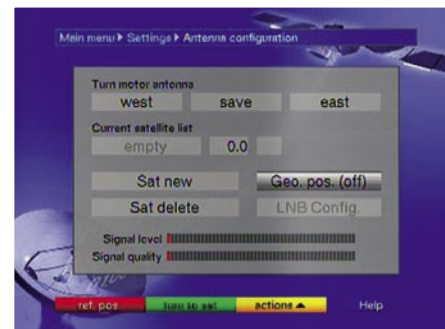 Main menu ▸ Settings ▸ Antenna configuration
Turn motor antenna
west save east
Current satellite list
empty 0.0
Sat new Geo. pos. (off)
Sat delete LNB Config.
Signal level
Signal quality
ref. pos turn to sat actions ▲ Help